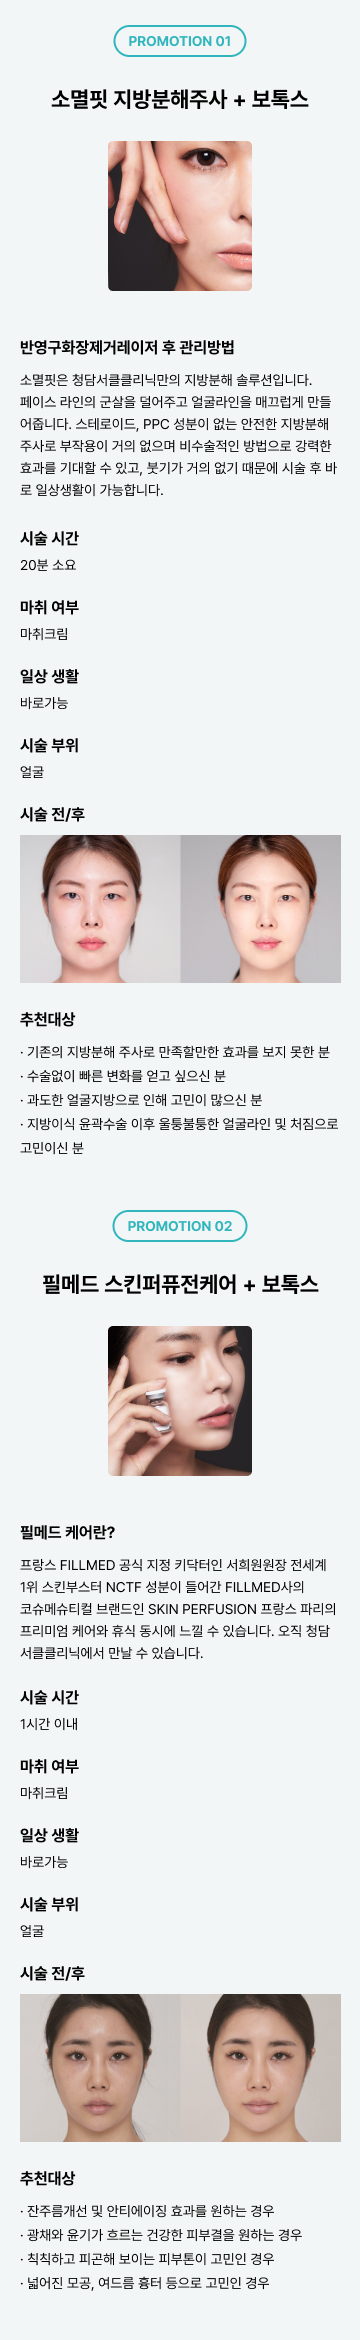 PROMOTION 01
소멸핏 지방분해주사 + 보톡스
반영구화장제거레이저 후 관리방법
소멸핏은 청담서클클리닉만의 지방분해 솔루션입니다.
페이스 라인의 군살을 덜어주고 얼굴라인을 매끄럽게 만들
어줍니다. 스테로이드, PPC 성분이 없는 안전한 지방분해
주사로 부작용이 거의 없으며 비수술적인 방법으로 강력한
효과를 기대할 수 있고, 붓기가 거의 없기 때문에 시술 후 바
로 일상생활이 가능합니다.
시술 시간
20분 소요
마취 여부
마취크림
일상 생활
바로가능
시술 부위
얼굴
시술 전/후
추천대상
· 기존의 지방분해 주사로 만족할만한 효과를 보지 못한 분
· 수술없이 빠른 변화를 얻고 싶으신 분
· 과도한 얼굴지방으로 인해 고민이 많으신 분
· 지방이식 윤곽수술 이후 울퉁불퉁한 얼굴라인 및 처짐으로
고민이신 분
PROMOTION 02
필메드 스킨퍼퓨전케어 + 보톡스
필메드 케어란?
프랑스 FILLMED 공식 지정 키닥터인 서희원원장 전세계
1위 스킨부스터 NCTF 성분이 들어간 FILLMED사의
코슈메슈티컬 브랜드인 SKIN PERFUSION 프랑스 파리의
프리미엄 케어와 휴식 동시에 느낄 수 있습니다. 오직 청담
서클클리닉에서 만날 수 있습니다.
시술 시간
1시간 이내
마취 여부
마취크림
일상 생활
바로가능
시술 부위
얼굴
시술 전/후
추천대상
· 잔주름개선 및 안티에이징 효과를 원하는 경우
· 광채와 윤기가 흐르는 건강한 피부결을 원하는 경우
· 칙칙하고 피곤해 보이는 피부톤이 고민인 경우
· 넓어진 모공, 여드름 흉터 등으로 고민인 경우